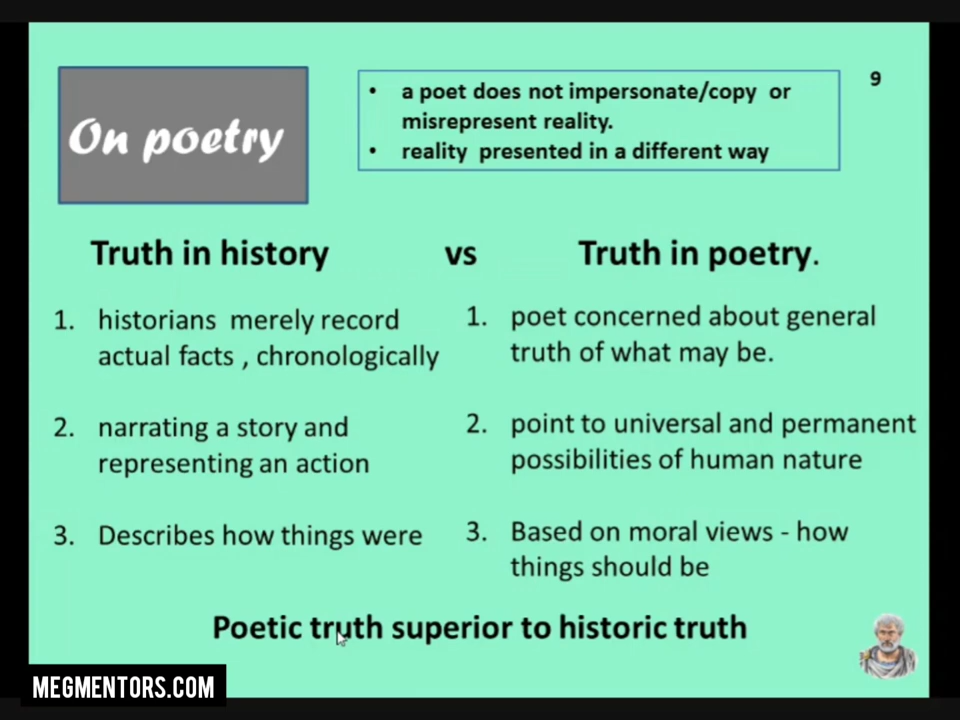 On poetry
• a poet does not impersonate/copy or
misrepresent reality.
• reality presented in a different way
9
Truth in history vs Truth in poetry.
1. historians merely record
actual facts , chronologically
2. narrating a story and
representing an action
3. Describes how things were
1. poet concerned about general
truth of what may be.
2. point to universal and permanent
possibilities of human nature
3. Based on moral views - how
things should be
Poetic truth superior to historic truth
MEGMENTORS.COM